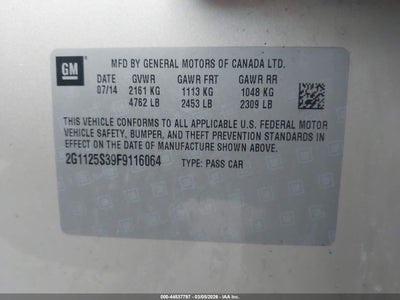 GM
MFD BY GENERAL MOTORS OF CANADA LTD.
DATE GVWR GAWR FRT GAWR RR
07/14 2161 KG 1113 KG 1048 KG
4762 LB 2453 LB 2309 LB
THIS VEHICLE CONFORMS TO ALL APPLICABLE U.S. FEDERAL MOTOR
VEHICLE SAFETY, BUMPER, AND THEFT PREVENTION STANDARDS IN
EFFECT ON THE DATE OF MANUFACTURE SHOWN ABOVE.
2G1125S39F9116064 TYPE: PASS CAR
000-44637797 - 03/05/2026 - IAA, Inc.